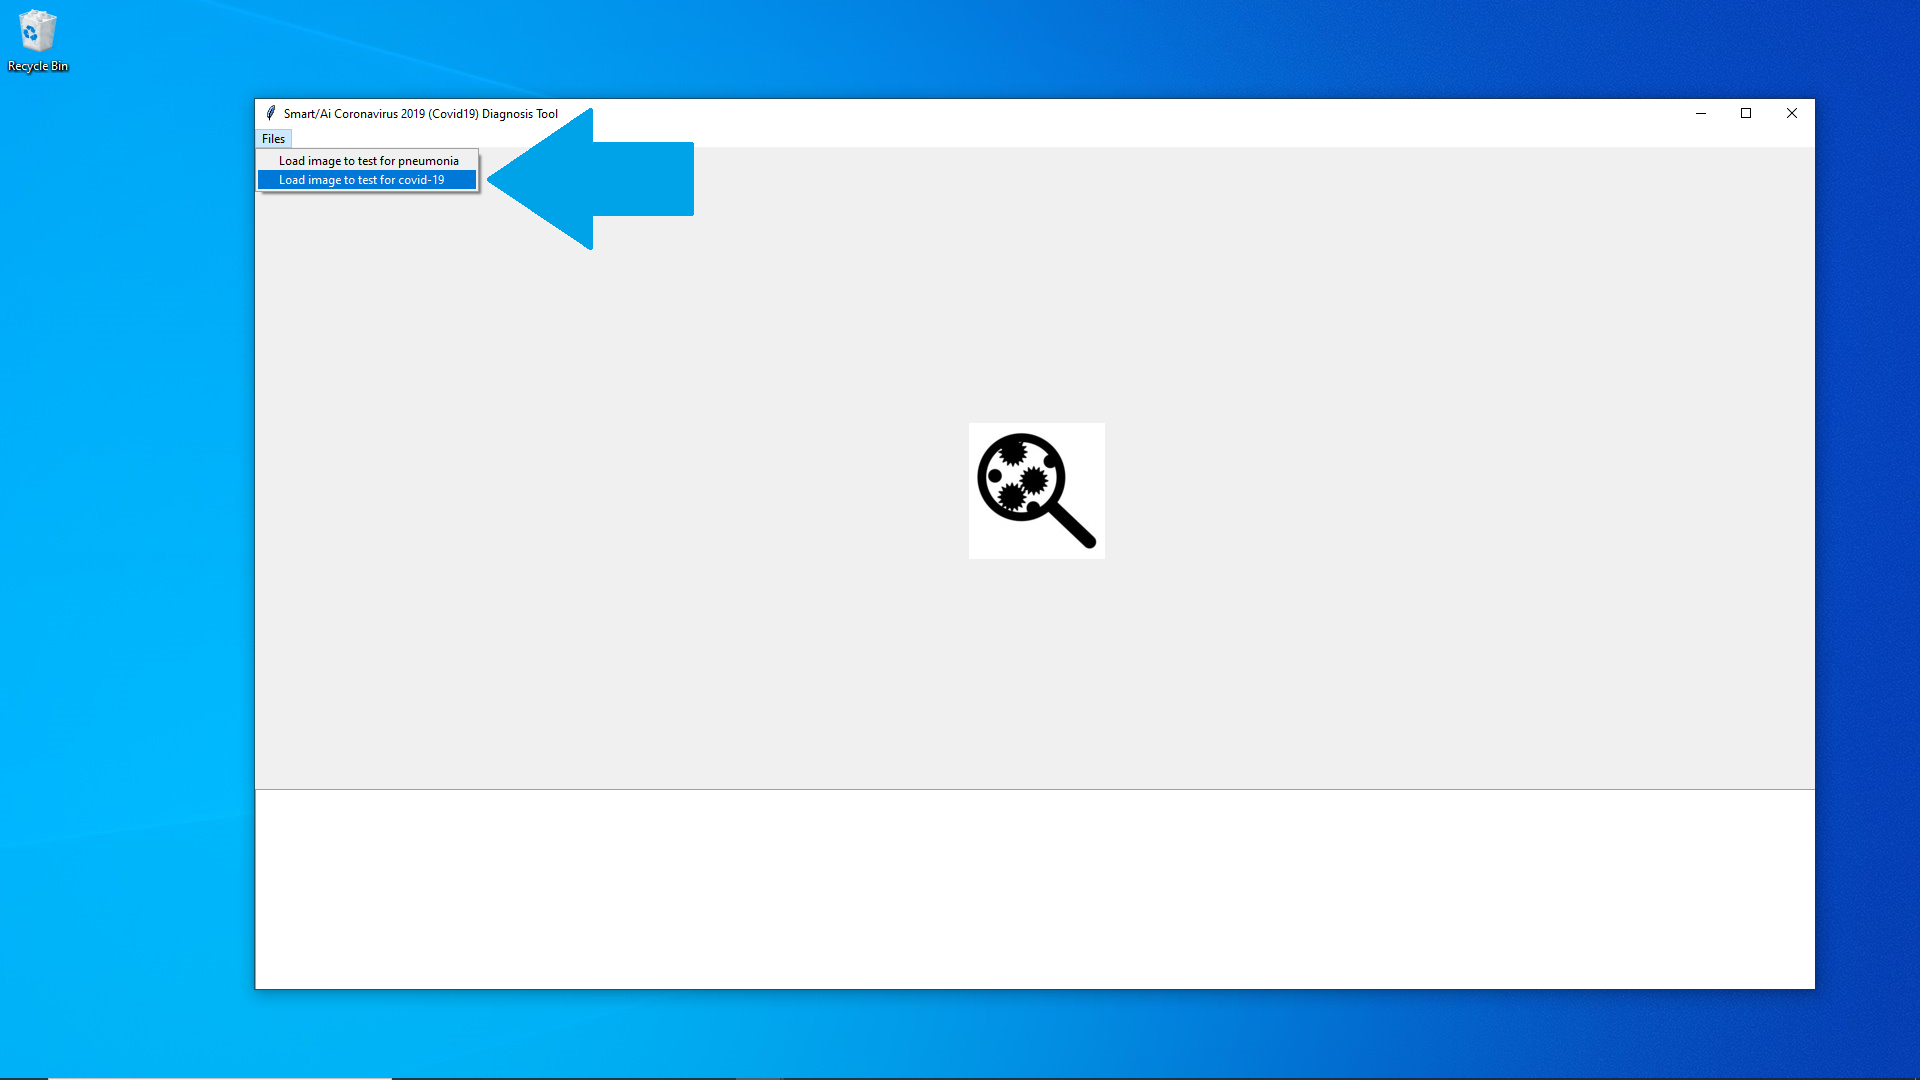 Recycle Bin
Smart/Ai Coronavirus 2019 (Covid19) Diagnosis Tool
Files
Load image to test for pneumonia
Load image to test for covid-19